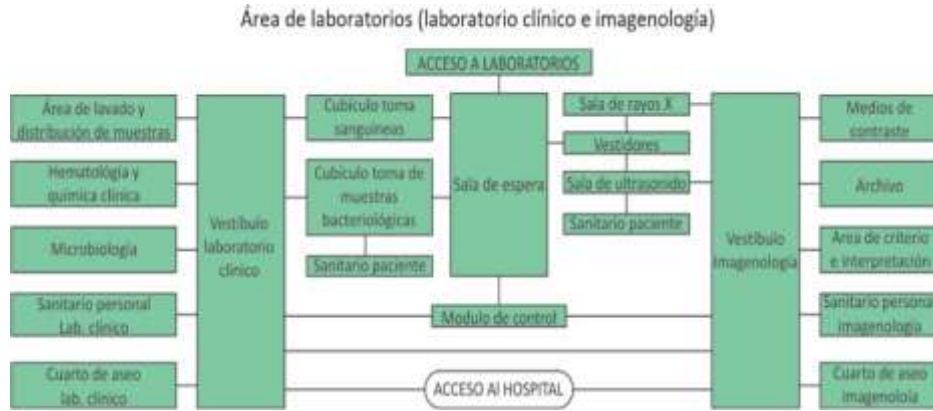 Área de laboratorios (laboratorio clínico e imagenología)
ACCESO A LABORATORIOS
Área de lavado y
distribución de muestras
Hematológia y
química clínica
Microbiología
Sanitario personal
Lab. clínico
Cuarto de aseo
lab. clínico
Vestíbulo
laboratorio
clínico
Cubículo toma
sanguíneas
Cubículo toma de
muestras
bacteriológicas
Sanitario paciente
Sala de espera
Modulo de control
ACCESO Al HOSPITAL
Sala de rayos X
Vestidores
Sala de ultrasonido
Sanitario paciente
Vestíbulo
imagenología
Medios de
contraste
Archivo
Area de criterio
e interpretación
Sanitario personal
imagenología
Cuarto de aseo
imagenoloía